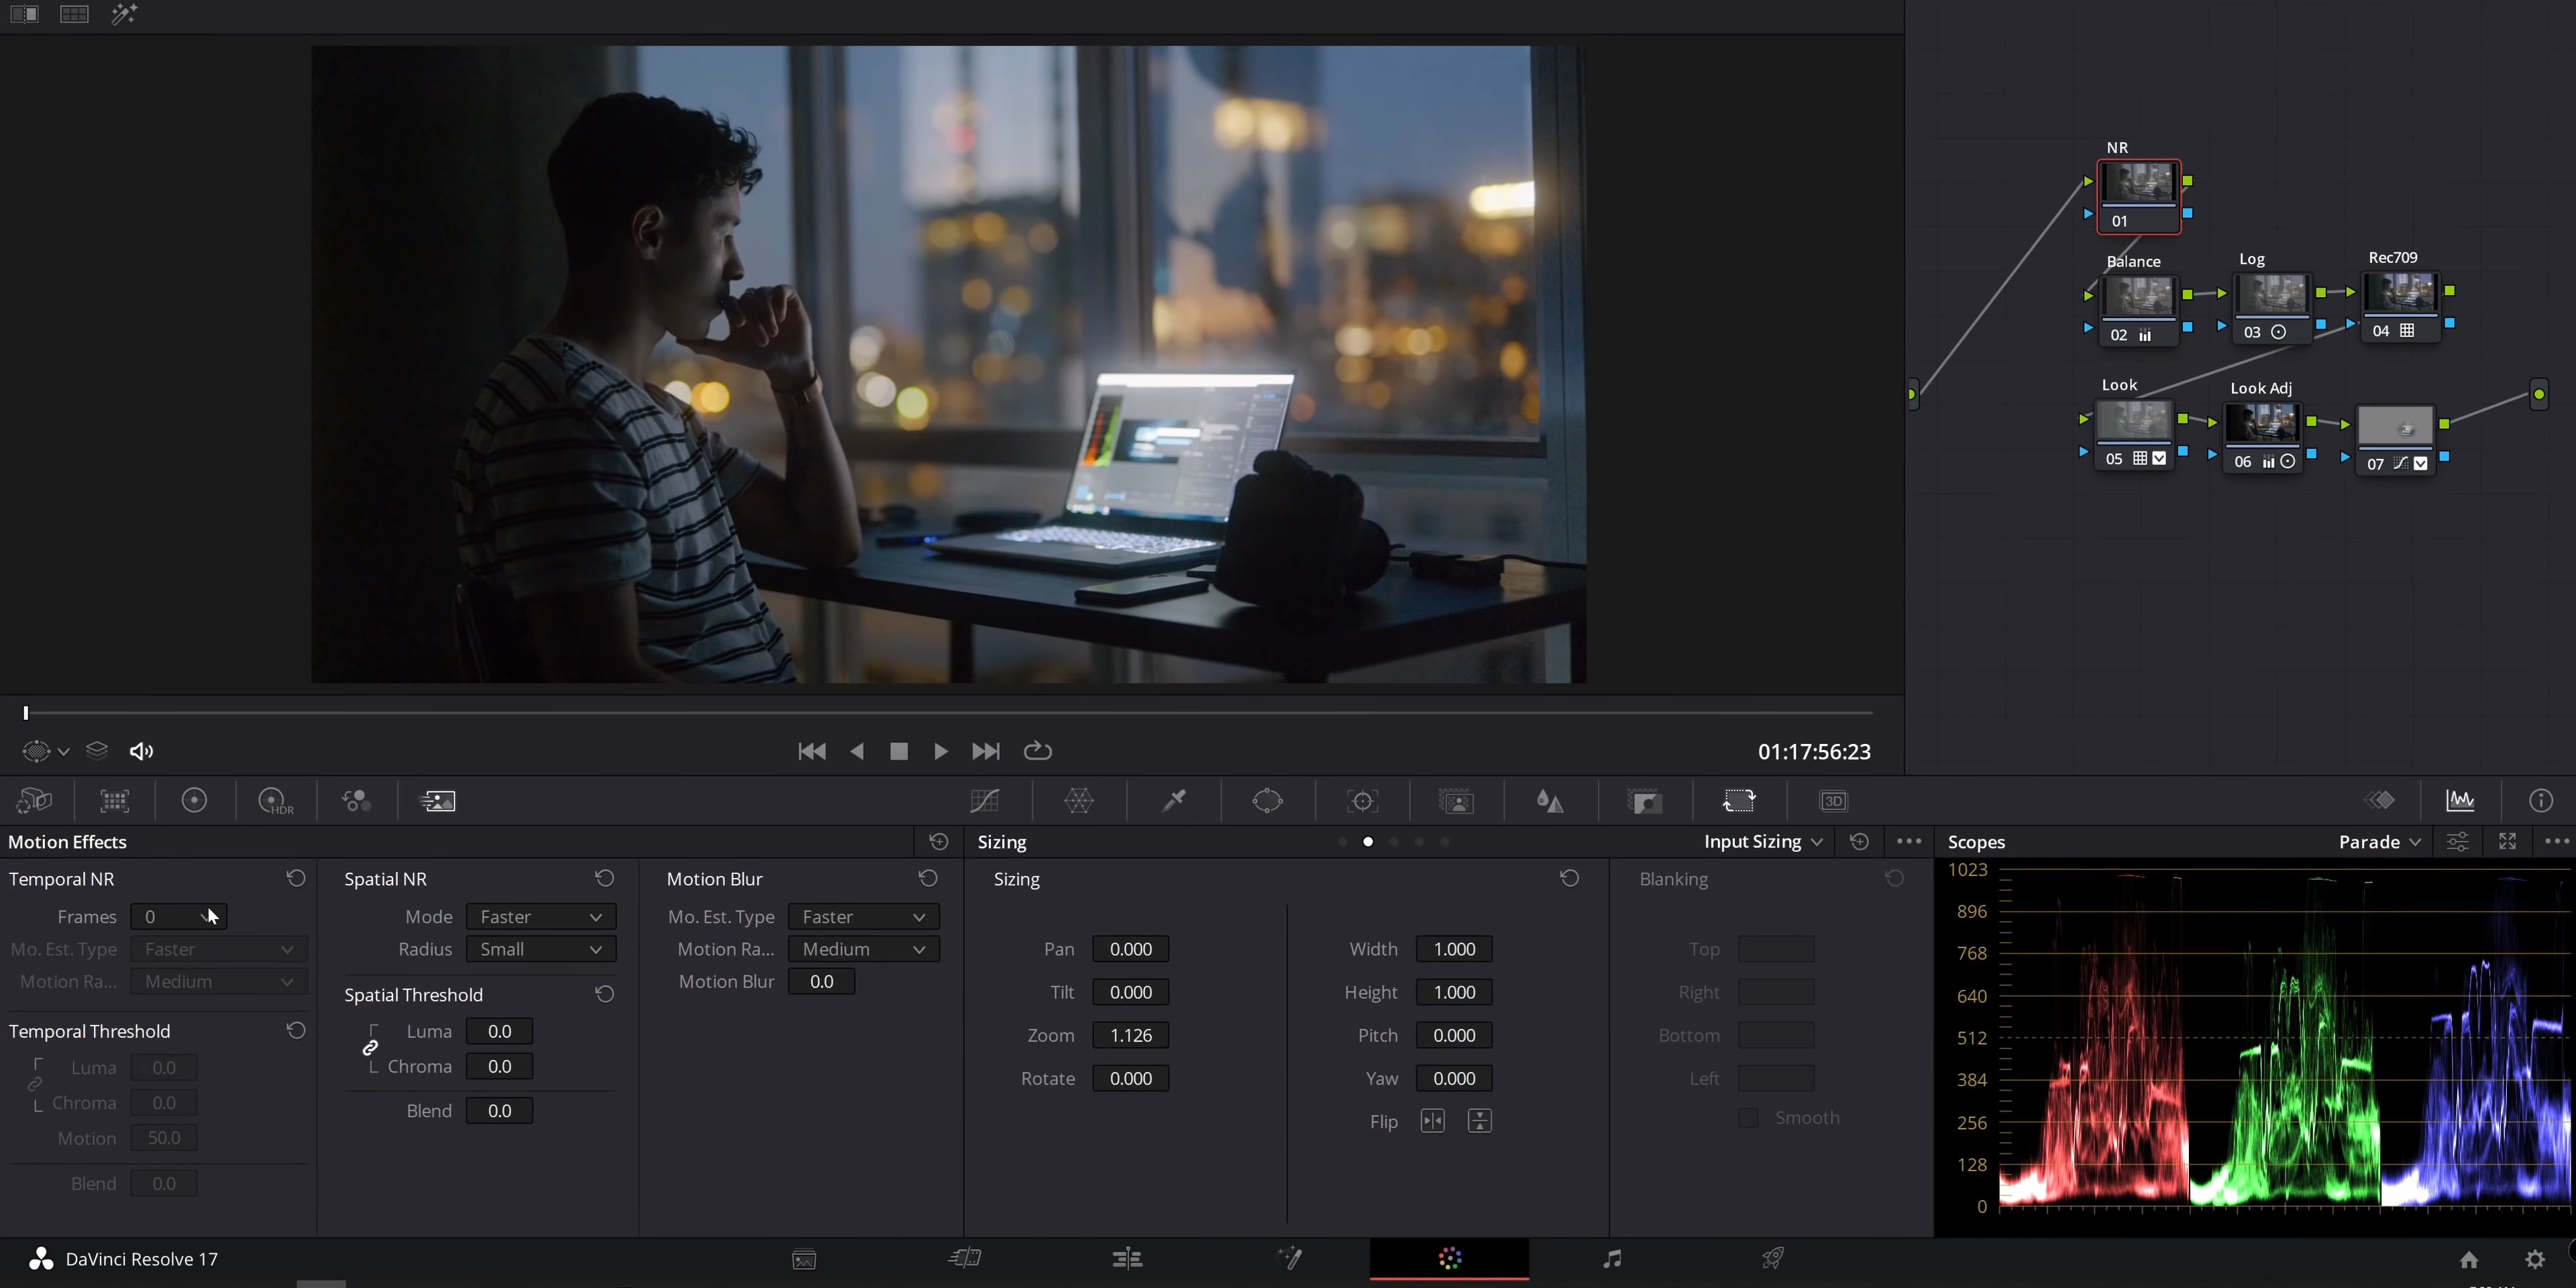 NR
01
Balance
Log
Rec709
02
03
04
Look
Look Adj
05
06
07
01:17:56:23
HDR
3D
Motion Effects
Sizing
Input Sizing
Scopes
Parade
Temporal NR
Frames 0
Mo. Est. Type Faster
Motion Ra... Medium
Temporal Threshold
Luma 0.0
Chroma 0.0
Motion 50.0
Blend 0.0
Spatial NR
Mode Faster
Radius Small
Spatial Threshold
Luma 0.0
Chroma 0.0
Blend 0.0
Motion Blur
Mo. Est. Type Faster
Motion Ra... Medium
Motion Blur 0.0
Sizing
Pan 0.000
Tilt 0.000
Zoom 1.126
Rotate 0.000
Width 1.000
Height 1.000
Pitch 0.000
Yaw 0.000
Flip
Blanking
Top
Right
Bottom
Left
Smooth
1023
896
768
640
512
384
256
128
0
DaVinci Resolve 17